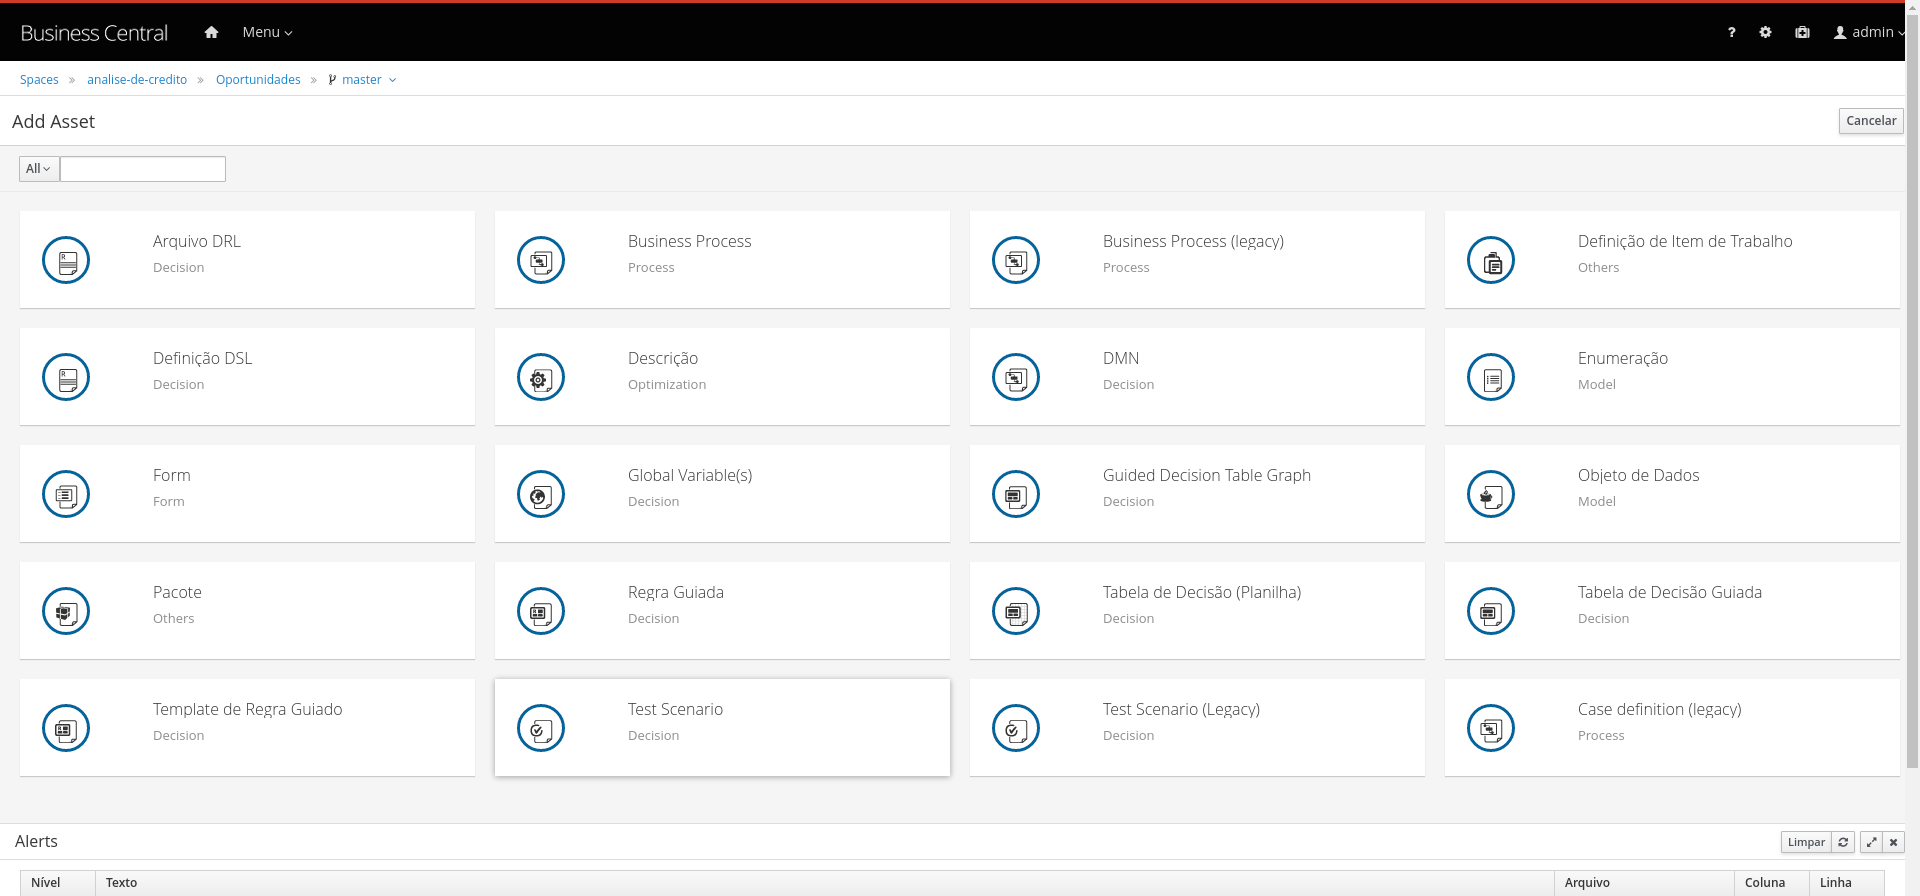 Business Central
Menu
? admin
Spaces » analise-de-credito » Oportunidades » master
Add Asset
Cancelar
All
Arquivo DRL
Decision
Business Process
Process
Business Process (legacy)
Process
Definição de Item de Trabalho
Others
Definição DSL
Decision
Descrição
Optimization
DMN
Decision
Enumeração
Model
Form
Form
Global Variable(s)
Decision
Guided Decision Table Graph
Decision
Objeto de Dados
Model
Pacote
Others
Regra Guiada
Decision
Tabela de Decisão (Planilha)
Decision
Tabela de Decisão Guiada
Decision
Template de Regra Guiado
Decision
Test Scenario
Decision
Test Scenario (Legacy)
Decision
Case definition (legacy)
Process
Alerts
Limpar
Nível Texto Arquivo Coluna Linha